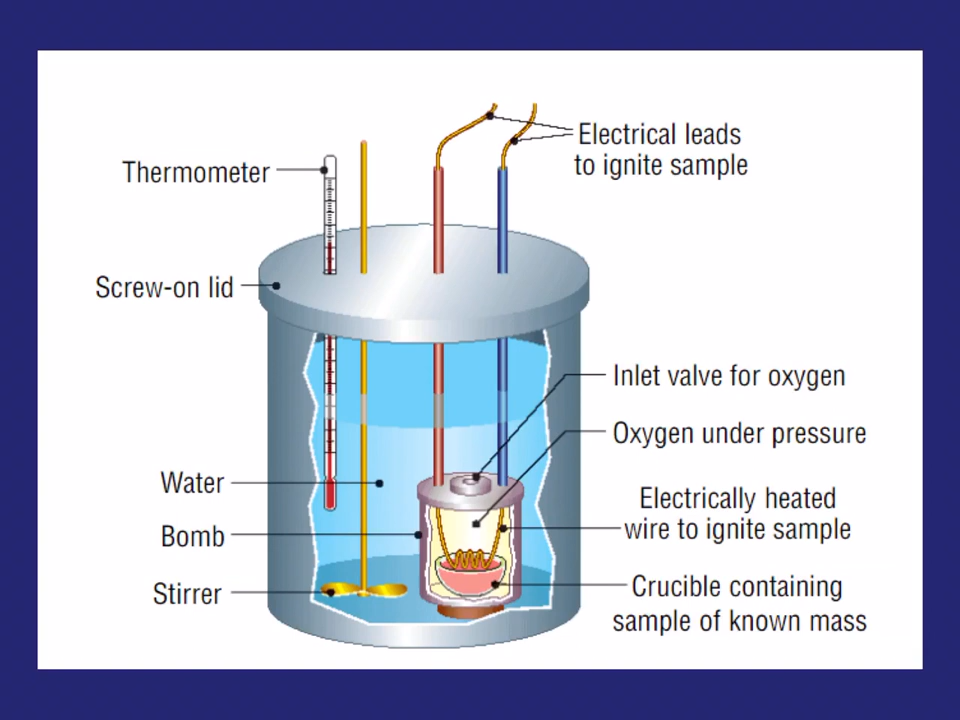 Electrical leads
to ignite sample
Thermometer
Screw-on lid
Inlet valve for oxygen
Oxygen under pressure
Water
Electrically heated
wire to ignite sample
Bomb
Crucible containing
sample of known mass
Stirrer